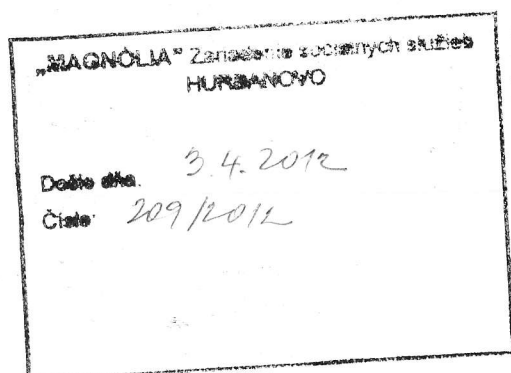 „MAGNÓLIA" Zariadenie sociálnych služieb
HURBANOVO
Došlo dňa: 3.4.2012
Číslo: 209/2012